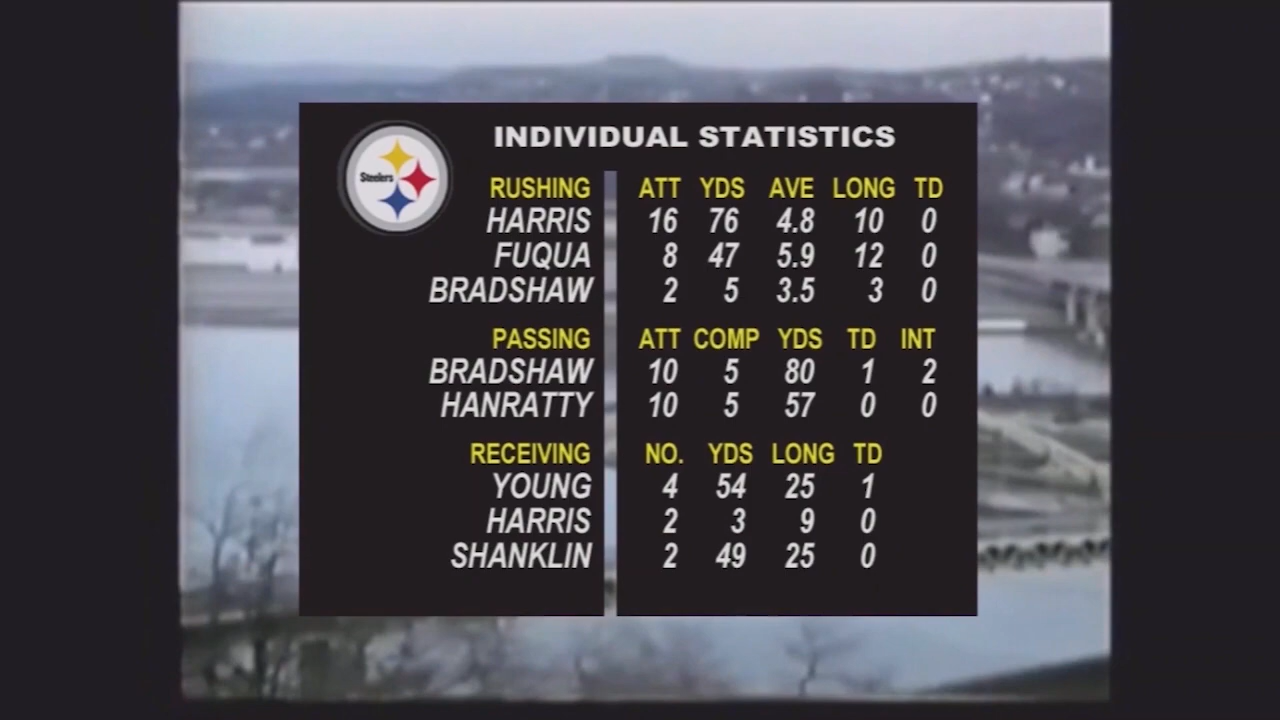 INDIVIDUAL STATISTICS
Steelers
RUSHING ATT YDS AVE LONG TD
HARRIS 16 76 4.8 10 0
FUQUA 8 47 5.9 12 0
BRADSHAW 2 5 3.5 3 0
PASSING ATT COMP YDS TD INT
BRADSHAW 10 5 80 1 2
HANRATTY 10 5 57 0 0
RECEIVING NO. YDS LONG TD
YOUNG 4 54 25 1
HARRIS 2 3 9 0
SHANKLIN 2 49 25 0